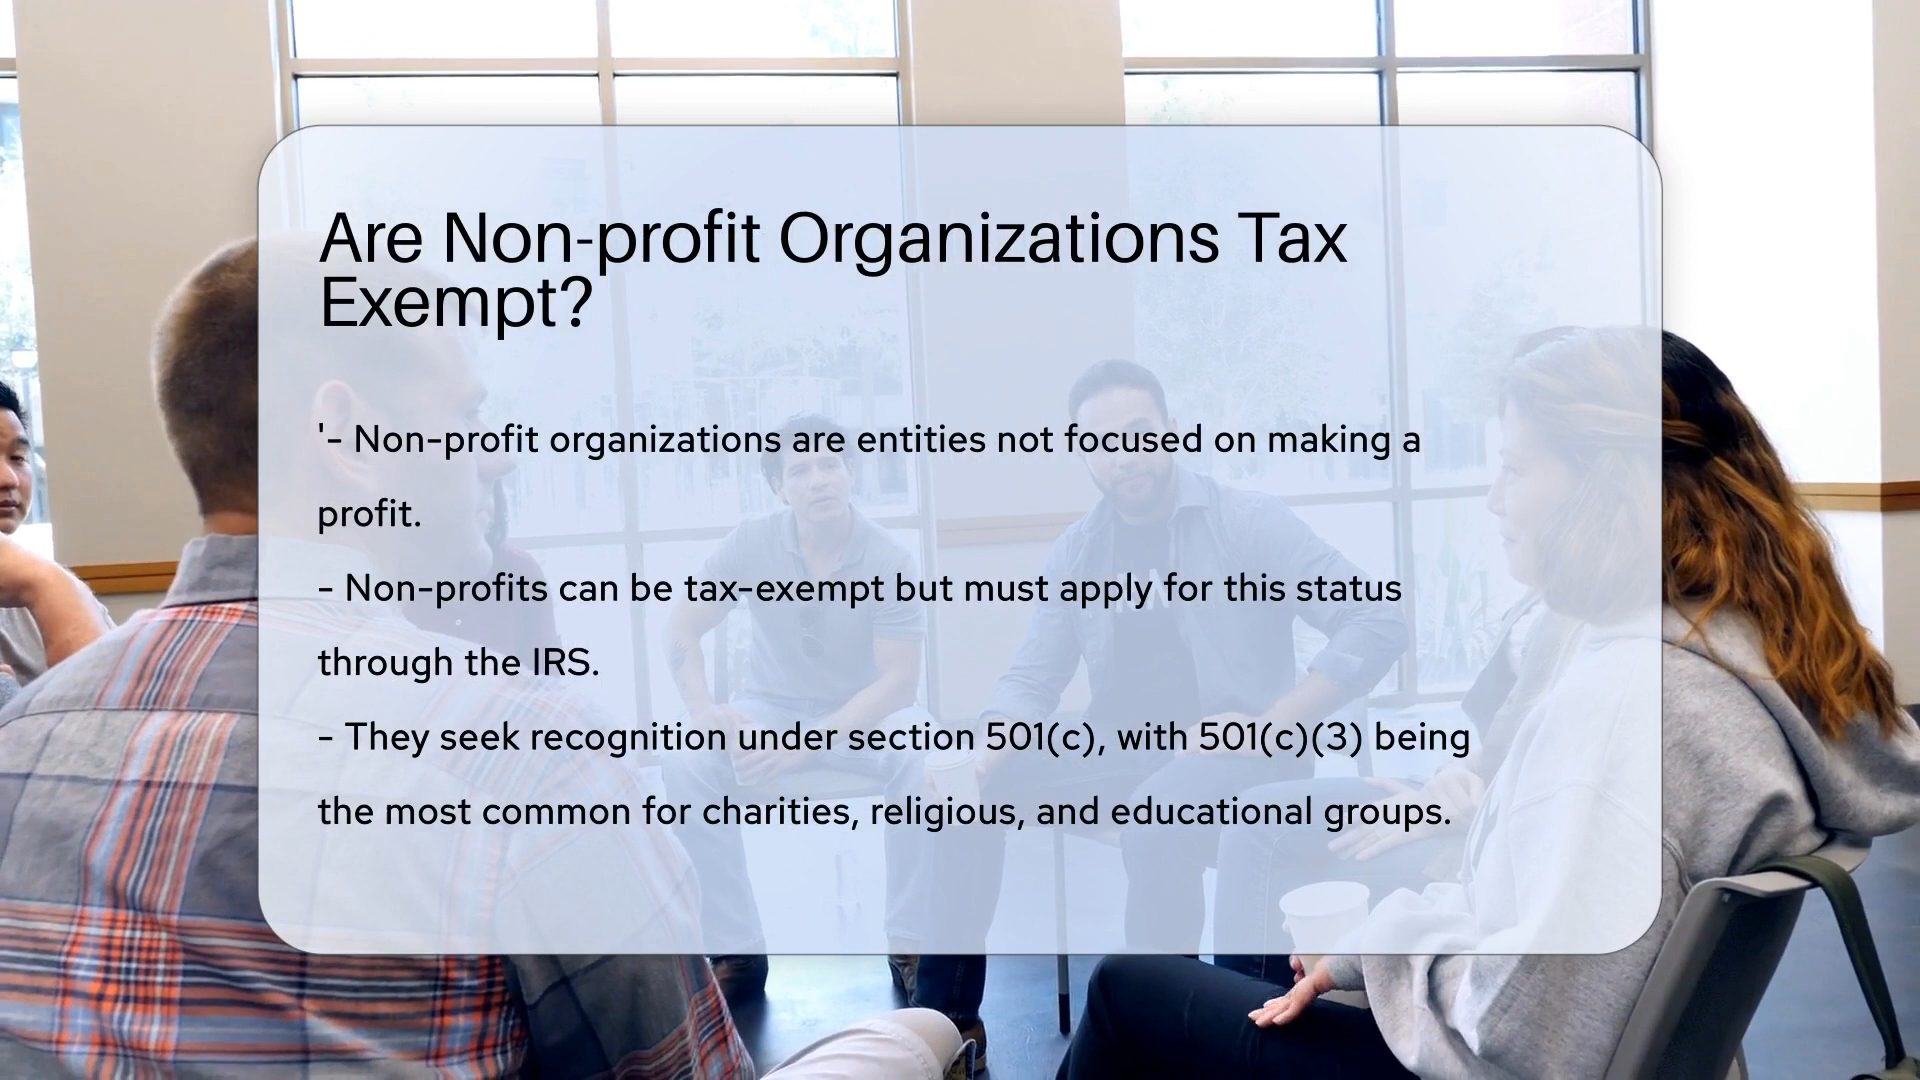 Are Non-profit Organizations Tax
Exempt?
'- Non-profit organizations are entities not focused on making a
profit.
- Non-profits can be tax-exempt but must apply for this status
through the IRS.
- They seek recognition under section 501(c), with 501(c)(3) being
the most common for charities, religious, and educational groups.